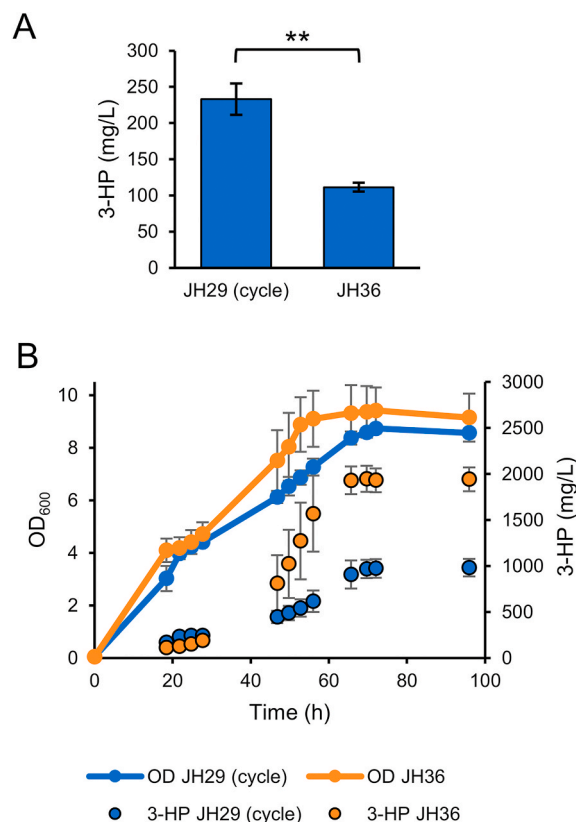 A
**
300
250
200
150
100
50
0
3-HP (mg/L)
JH29 (cycle) JH36
B
10
8
6
4
2
0
OD600
3000
2500
2000
1500
1000
500
0
3-HP (mg/L)
0 20 40 60 80 100
Time (h)
OD JH29 (cycle) OD JH36
3-HP JH29 (cycle) 3-HP JH36